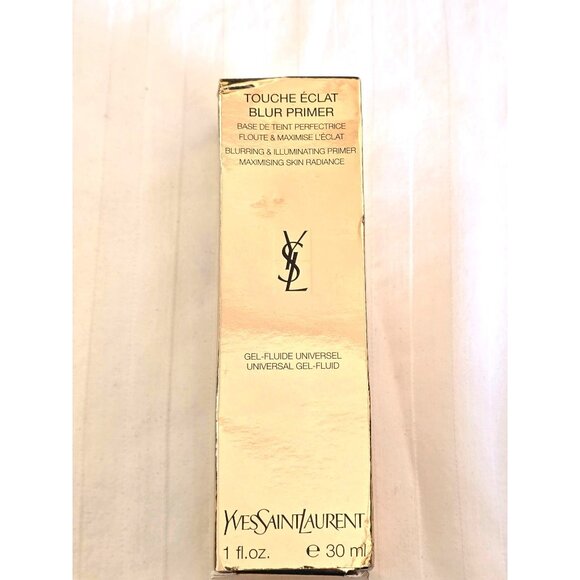 TOUCHE ÉCLAT
BLUR PRIMER
BASE DE TEINT PERFECTRICE
FLOUTE & MAXIMISE L'ÉCLAT
BLURRING & ILLUMINATING PRIMER
MAXIMISING SKIN RADIANCE
YSL
GEL-FLUIDE UNIVERSEL
UNIVERSAL GEL-FLUID
YVESSAINTLAURENT
1 fl.oz. ℮ 30 ml